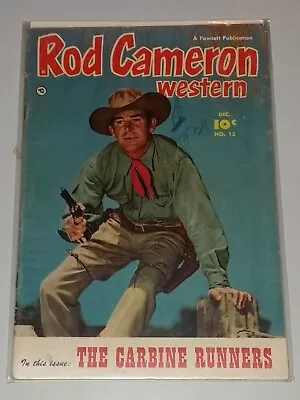 A Fawcett Publication
Rod Cameron
western
DEC.
10¢
NO. 12
In this issue:
THE CARBINE RUNNERS